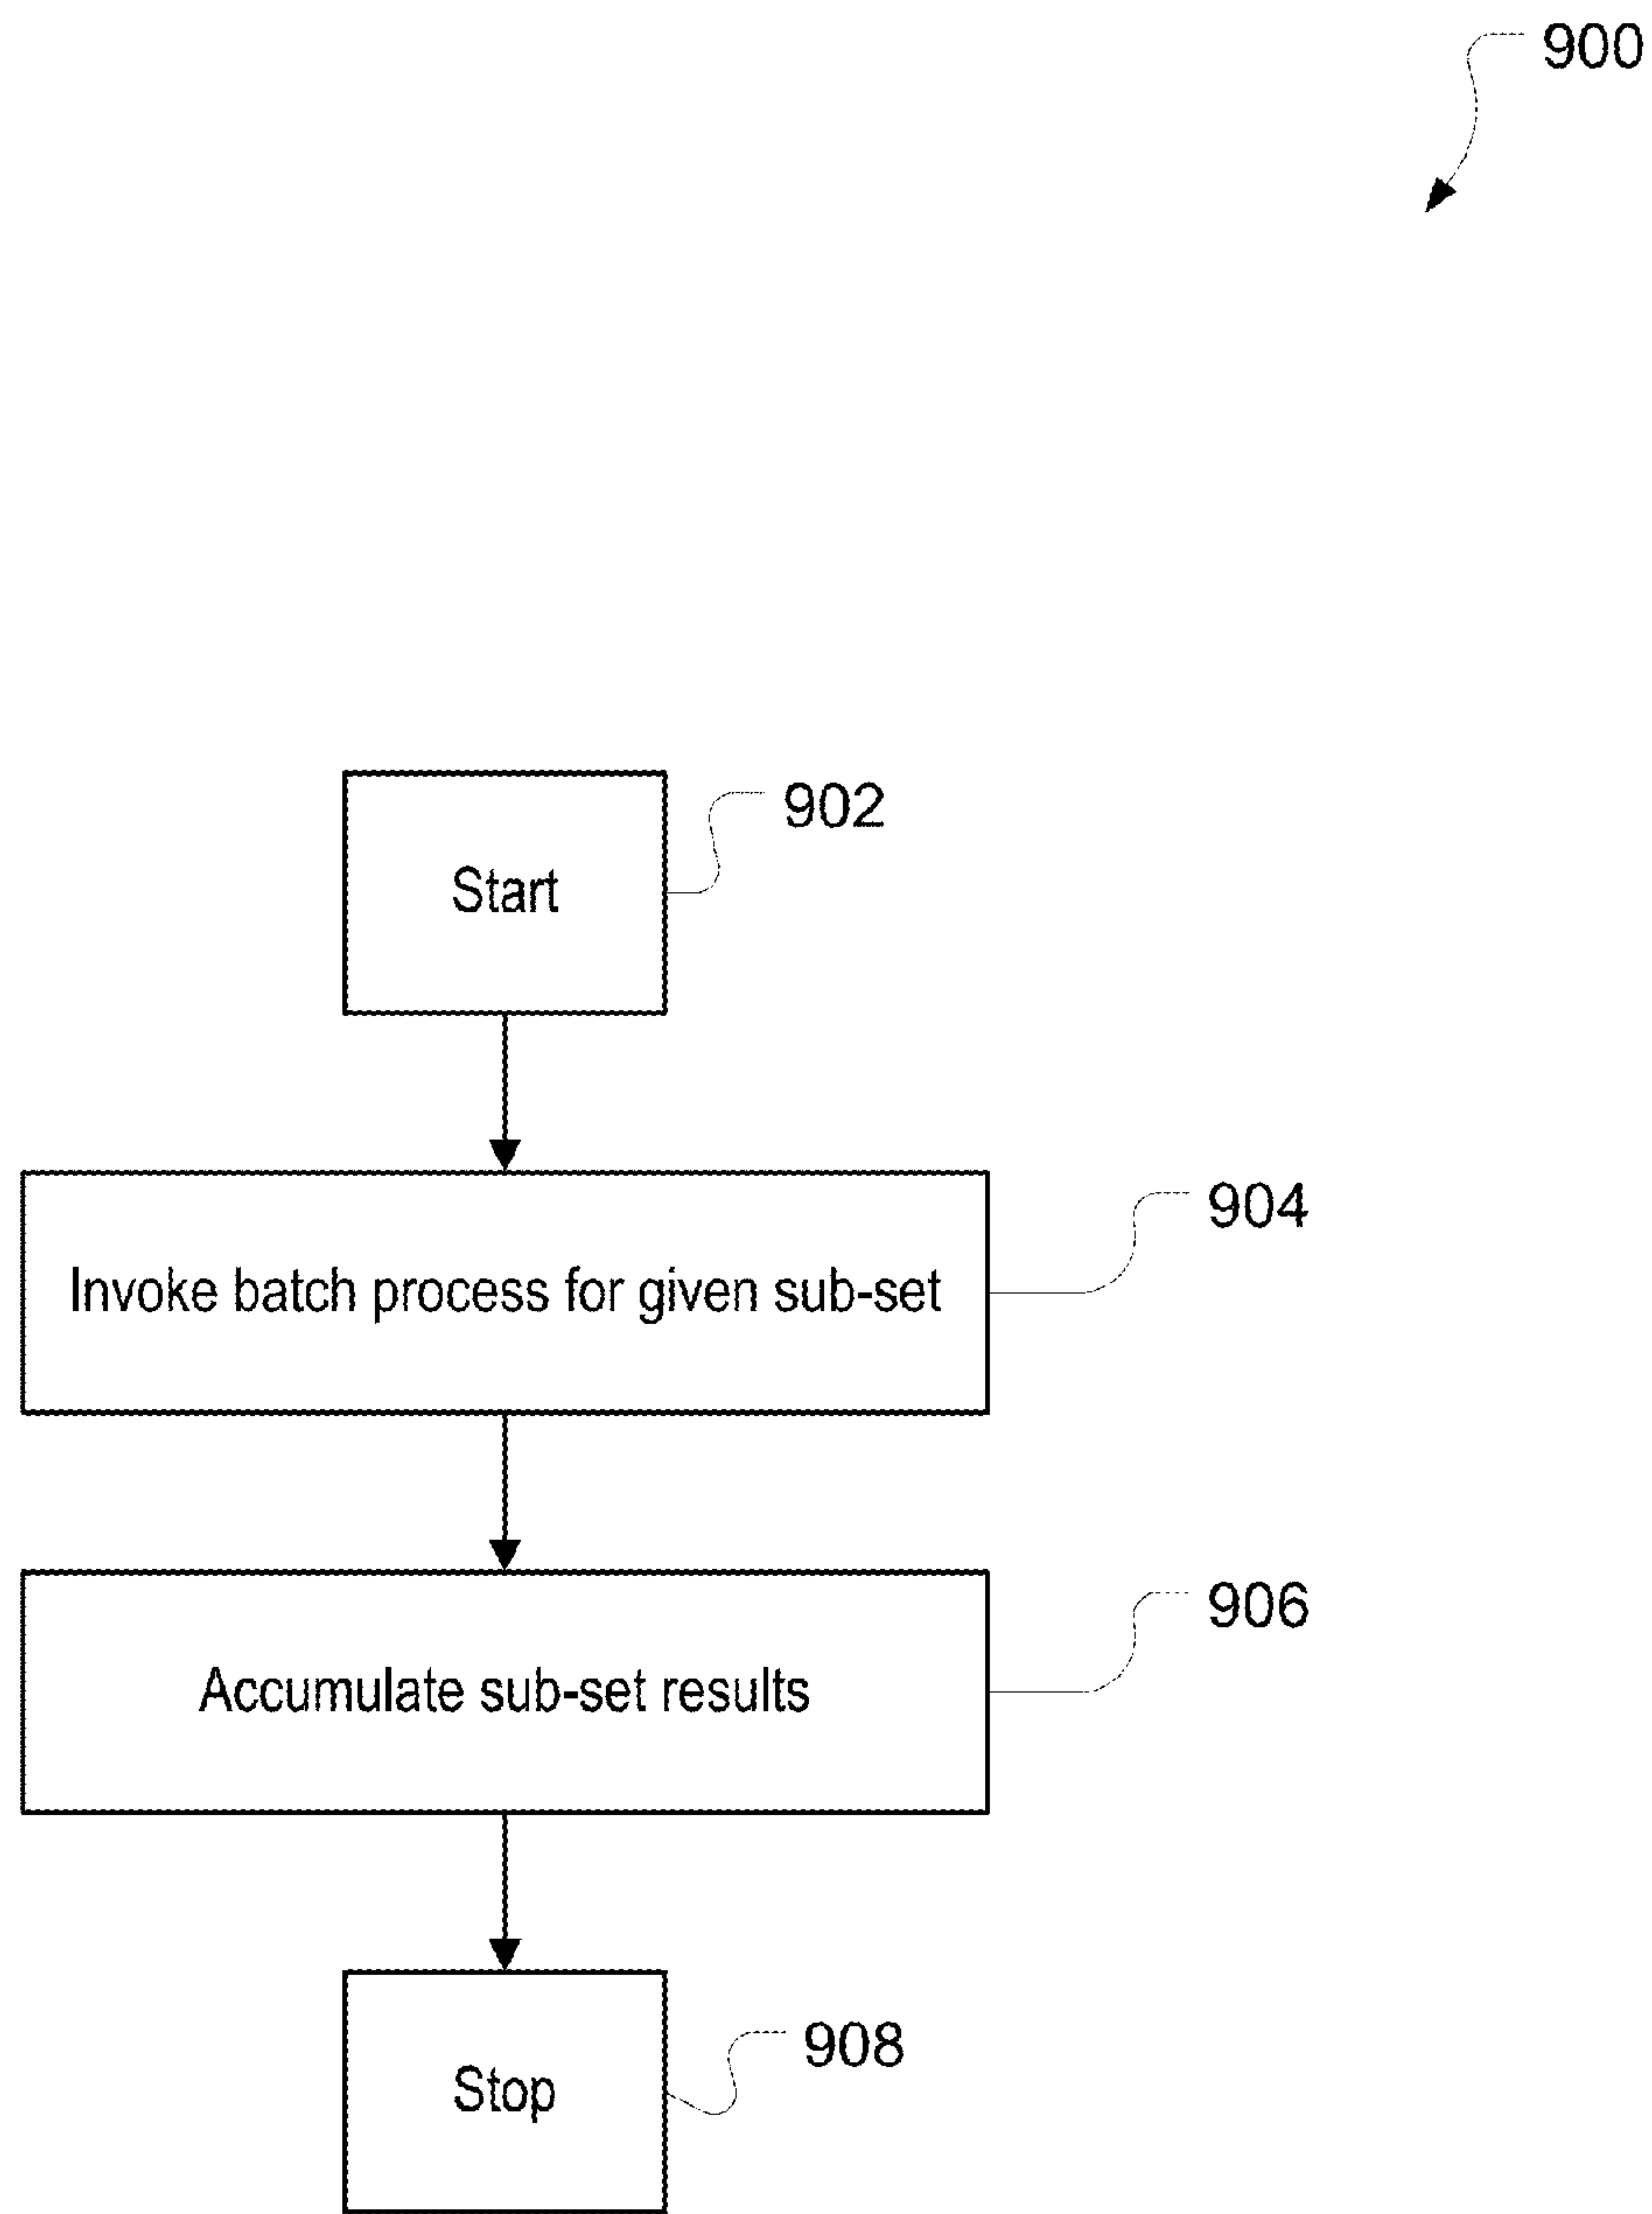 900
902
Start
904
Invoke batch process for given sub-set
906
Accumulate sub-set results
908
Stop